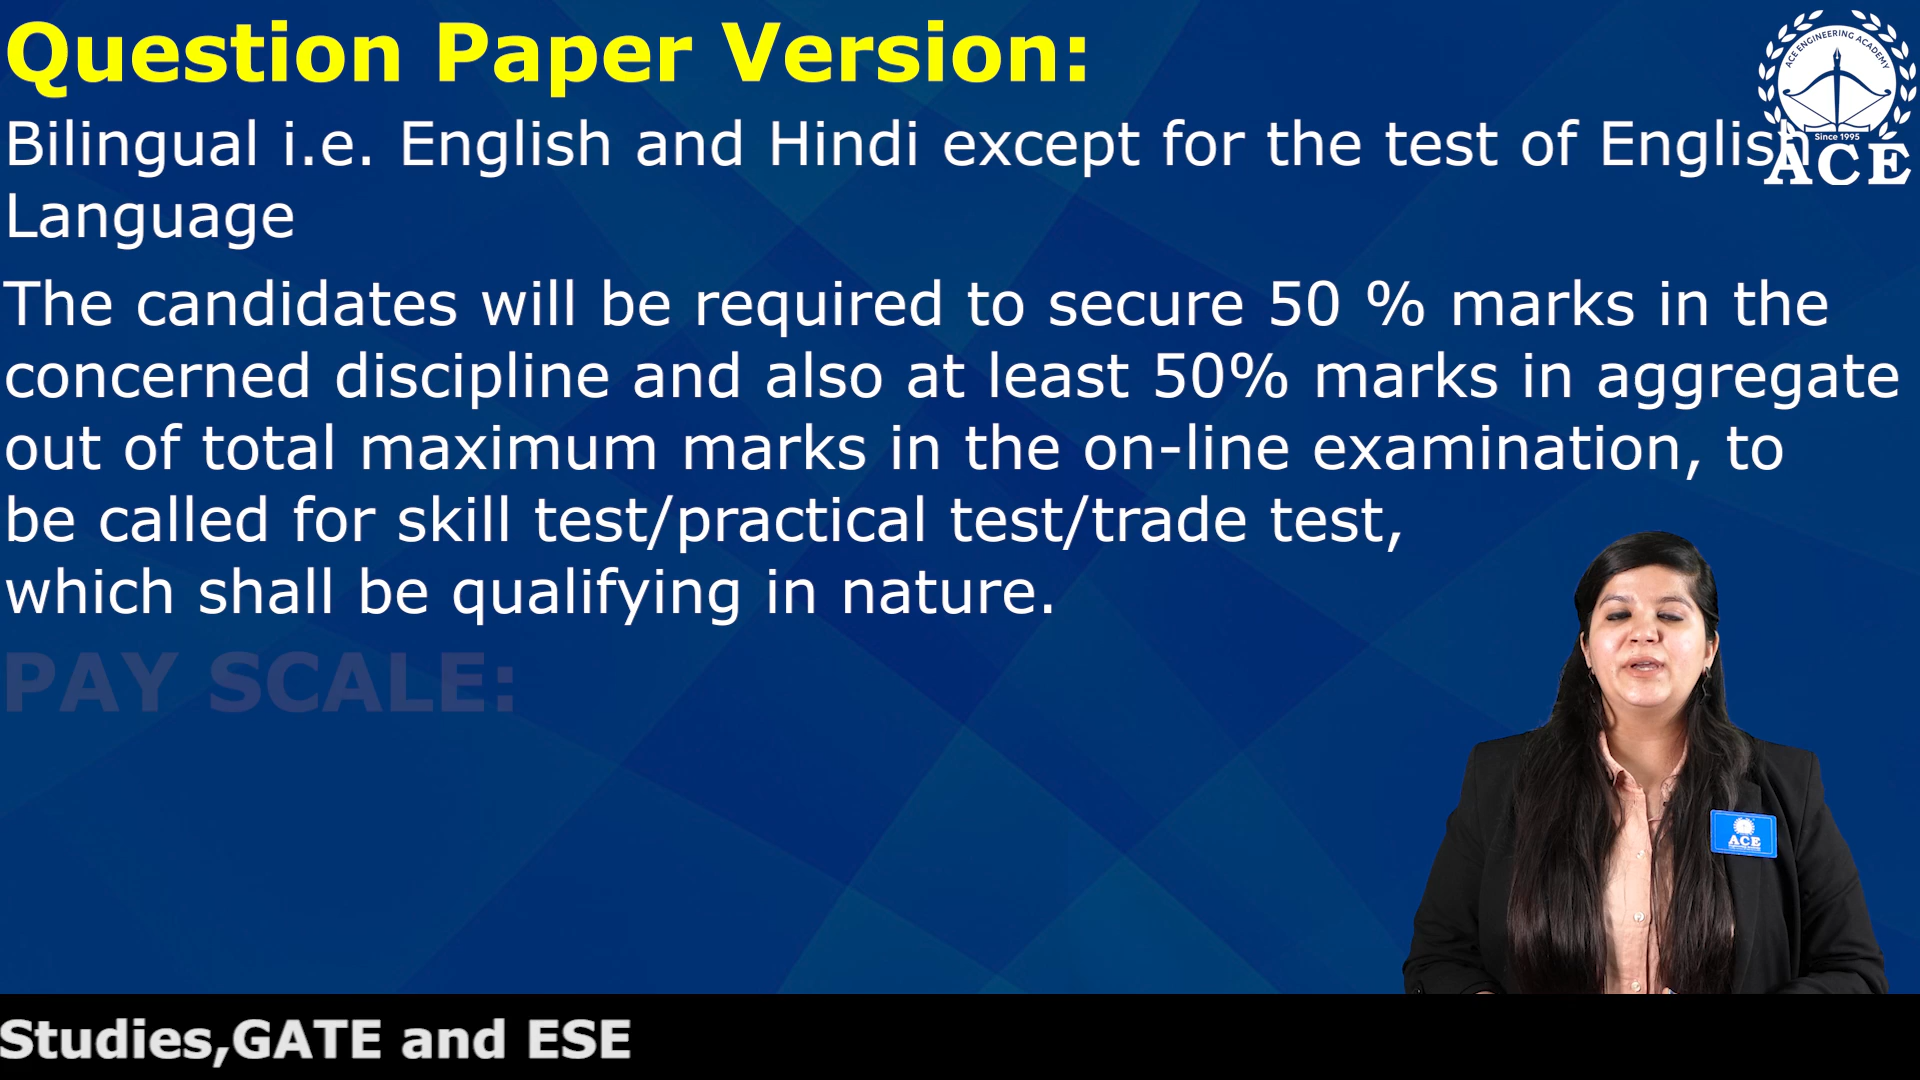 Question Paper Version:
Bilingual i.e. English and Hindi except for the test of English
Language
The candidates will be required to secure 50 % marks in the
concerned discipline and also at least 50% marks in aggregate
out of total maximum marks in the on-line examination, to
be called for skill test/practical test/trade test,
which shall be qualifying in nature.
PAY SCALE:
ACE ENGINEERING ACADEMY
Since 1995
ACE
ACE
Studies,GATE and ESE